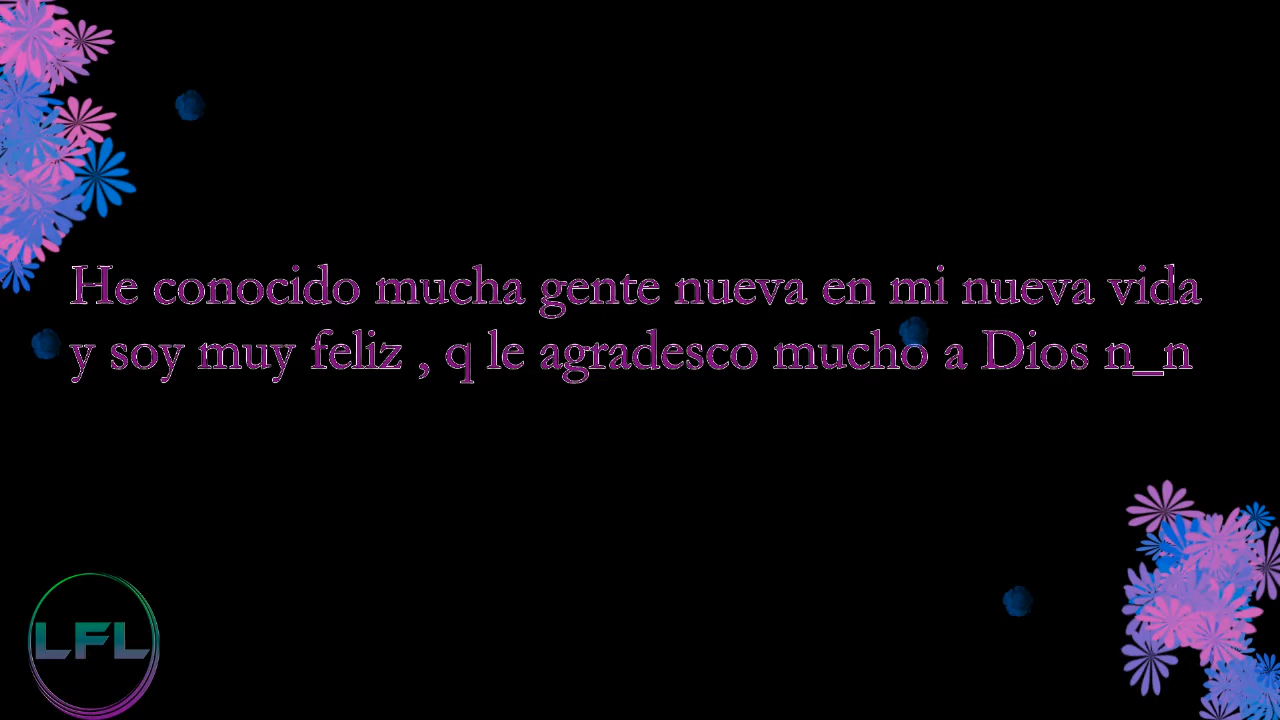 He conocido mucha gente nueva en mi nueva vida
y soy muy feliz , q le agradesco mucho a Dios n_n
LFL